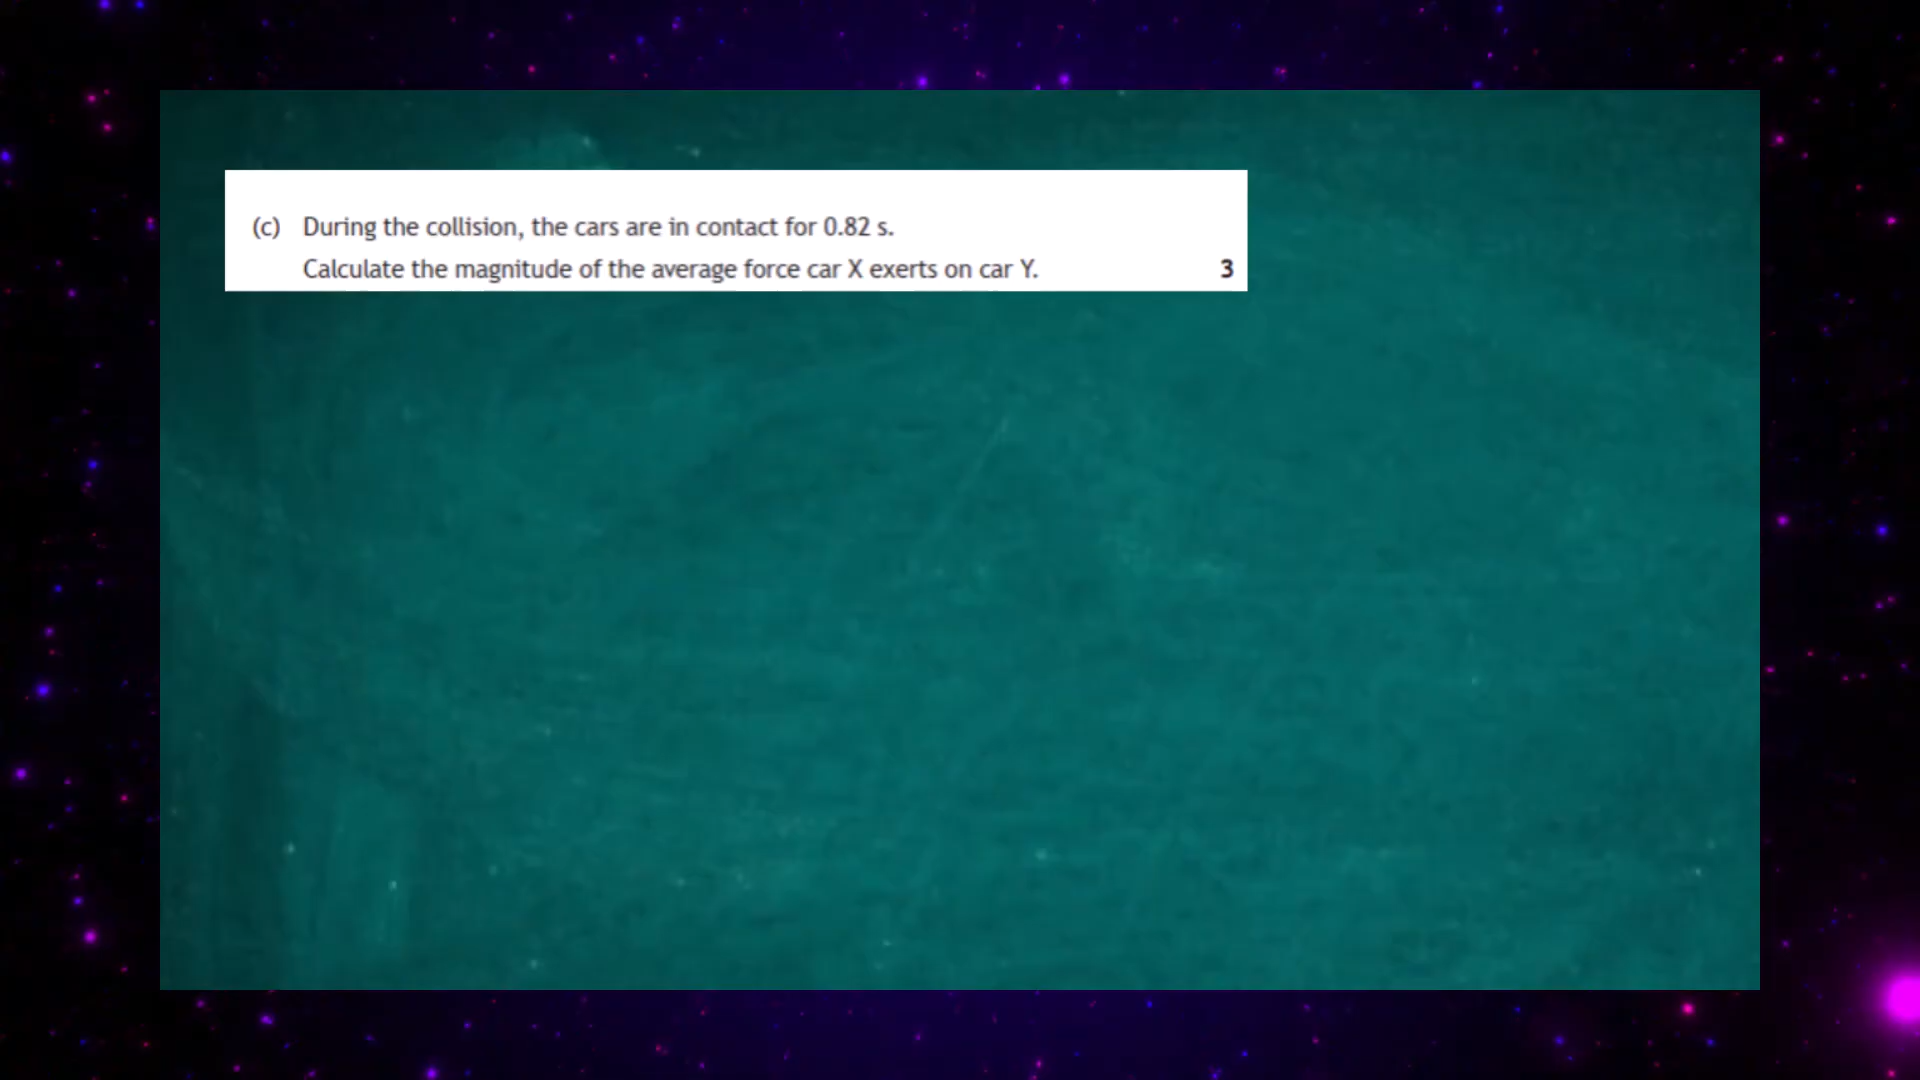 (c) During the collision, the cars are in contact for 0.82 s.
Calculate the magnitude of the average force car X exerts on car Y. 3